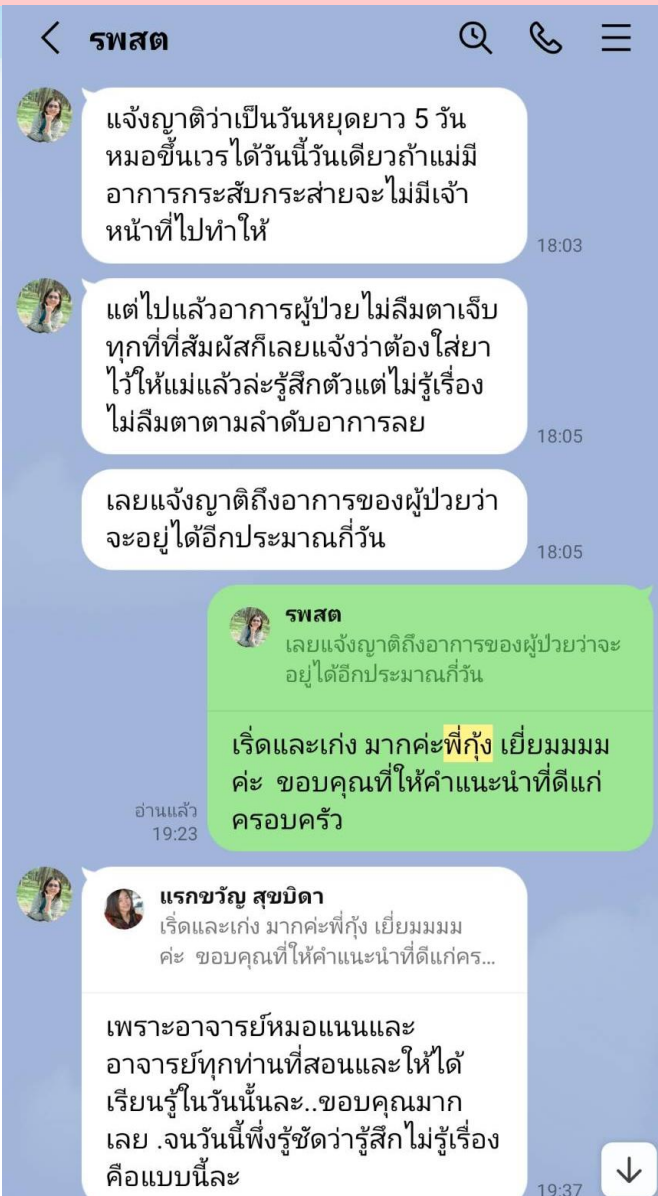 รพสต
แจ้งญาติว่าเป็นวันหยุดยาว 5 วัน
หมอขึ้นเวรได้วันนี้วันเดียวถ้าแม่มี
อาการกระสับกระส่ายจะไม่มีเจ้า
หน้าที่ไปทำให้
18:03
แต่ไปแล้วอาการผู้ป่วยไม่ลืมตาเจ็บ
ทุกที่ที่สัมผัสก็เลยแจ้งว่าต้องใส่ยา
ไว้ให้แม่แล้วล่ะรู้สึกตัวแต่ไม่รู้เรื่อง
ไม่ลืมตาตามลำดับอาการลย
18:05
เลยแจ้งญาติถึงอาการของผู้ป่วยว่า
จะอยู่ได้อีกประมาณกี่วัน
18:05
รพสต
เลยแจ้งญาติถึงอาการของผู้ป่วยว่าจะ
อยู่ได้อีกประมาณกี่วัน
เริ่ดและเก่ง มากค่ะพี่กุ้ง เยี่ยมมมม
ค่ะ ขอบคุณที่ให้คำแนะนำที่ดีแก่
ครอบครัว
อ่านแล้ว
19:23
แรกขวัญ สุขบิดา
เริ่ดและเก่ง มากค่ะพี่กุ้ง เยี่ยมมมม
ค่ะ ขอบคุณที่ให้คำแนะนำที่ดีแก่คร...
เพราะอาจารย์หมอแนนและ
อาจารย์ทุกท่านที่สอนและให้ได้
เรียนรู้ในวันนั้นละ..ขอบคุณมาก
เลย .จนวันนี้พึ่งรู้ชัดว่ารู้สึกไม่รู้เรื่อง
คือแบบนี้ละ
19:37